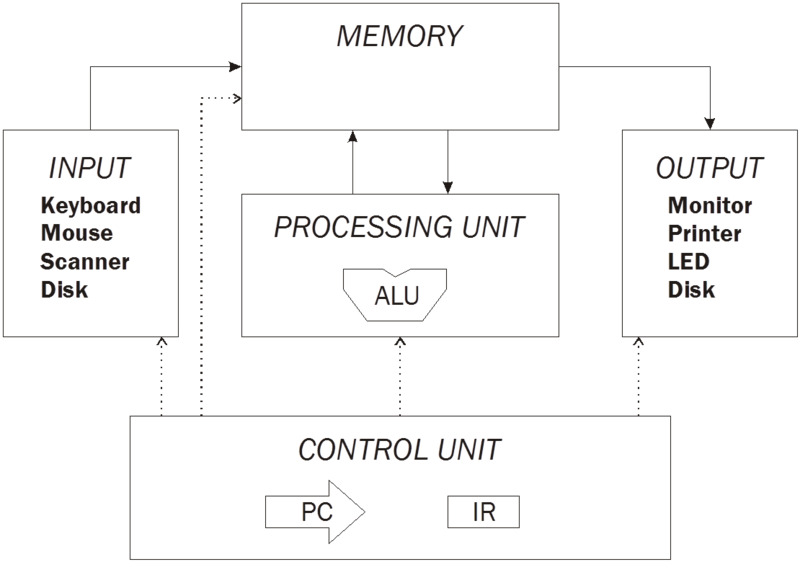 MEMORY
INPUT
Keyboard
Mouse
Scanner
Disk
PROCESSING UNIT
ALU
OUTPUT
Monitor
Printer
LED
Disk
CONTROL UNIT
PC
IR